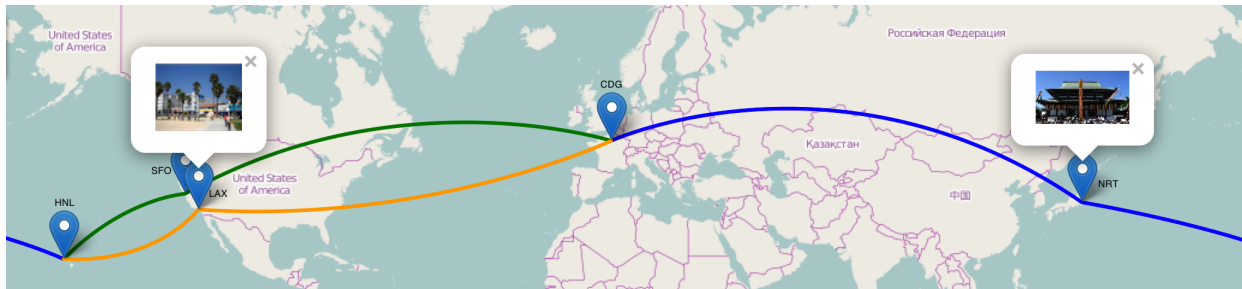 United States
of America
Российская Федерация
CDG
Қазақстан
SFO
United States
of America
LAX
NRT
中国
HNL